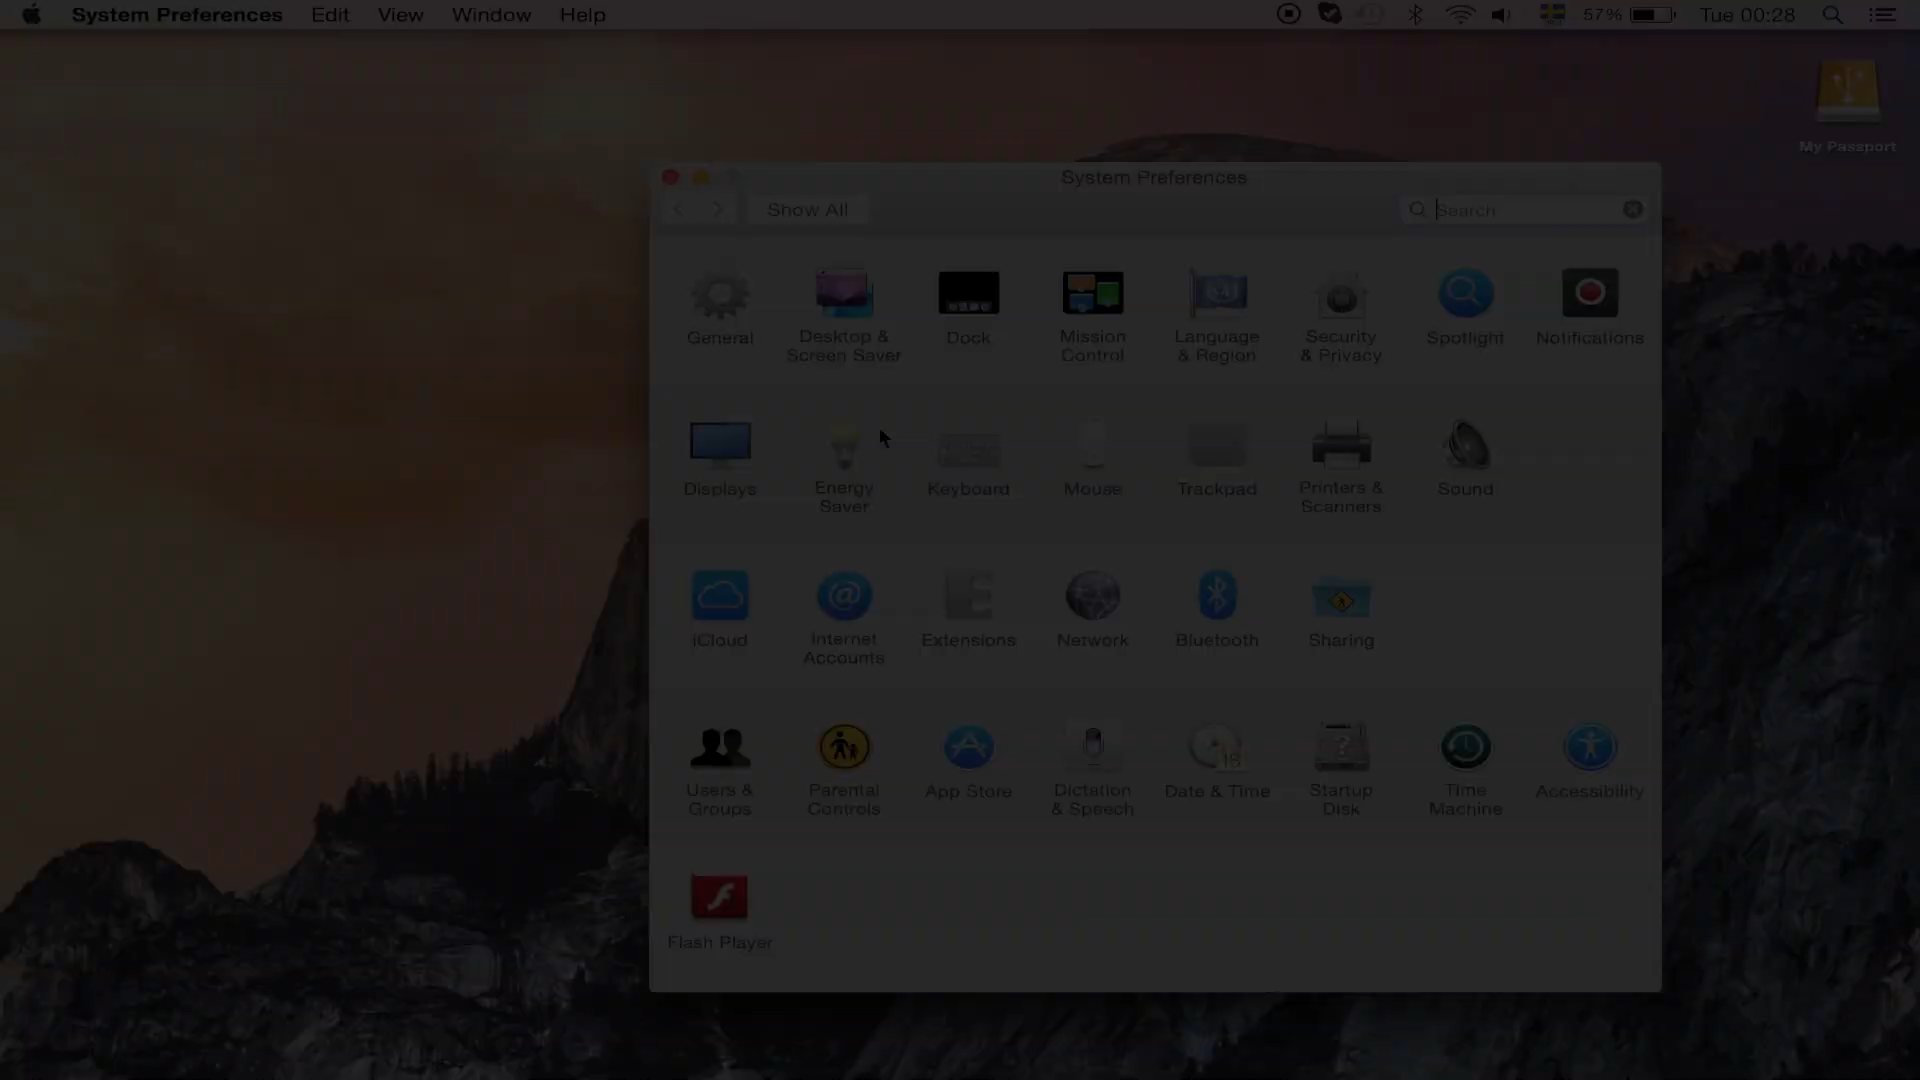 System Preferences Edit View Window Help 57% Tue 00:28
My Passport
System Preferences
Show All Search
General Desktop & Screen Saver Dock Mission Control Language & Region Security & Privacy Spotlight Notifications
Displays Energy Saver Keyboard Mouse Trackpad Printers & Scanners Sound
iCloud Internet Accounts Extensions Network Bluetooth Sharing
18
Users & Groups Parental Controls App Store Dictation & Speech Date & Time Startup Disk Time Machine Accessibility
Flash Player